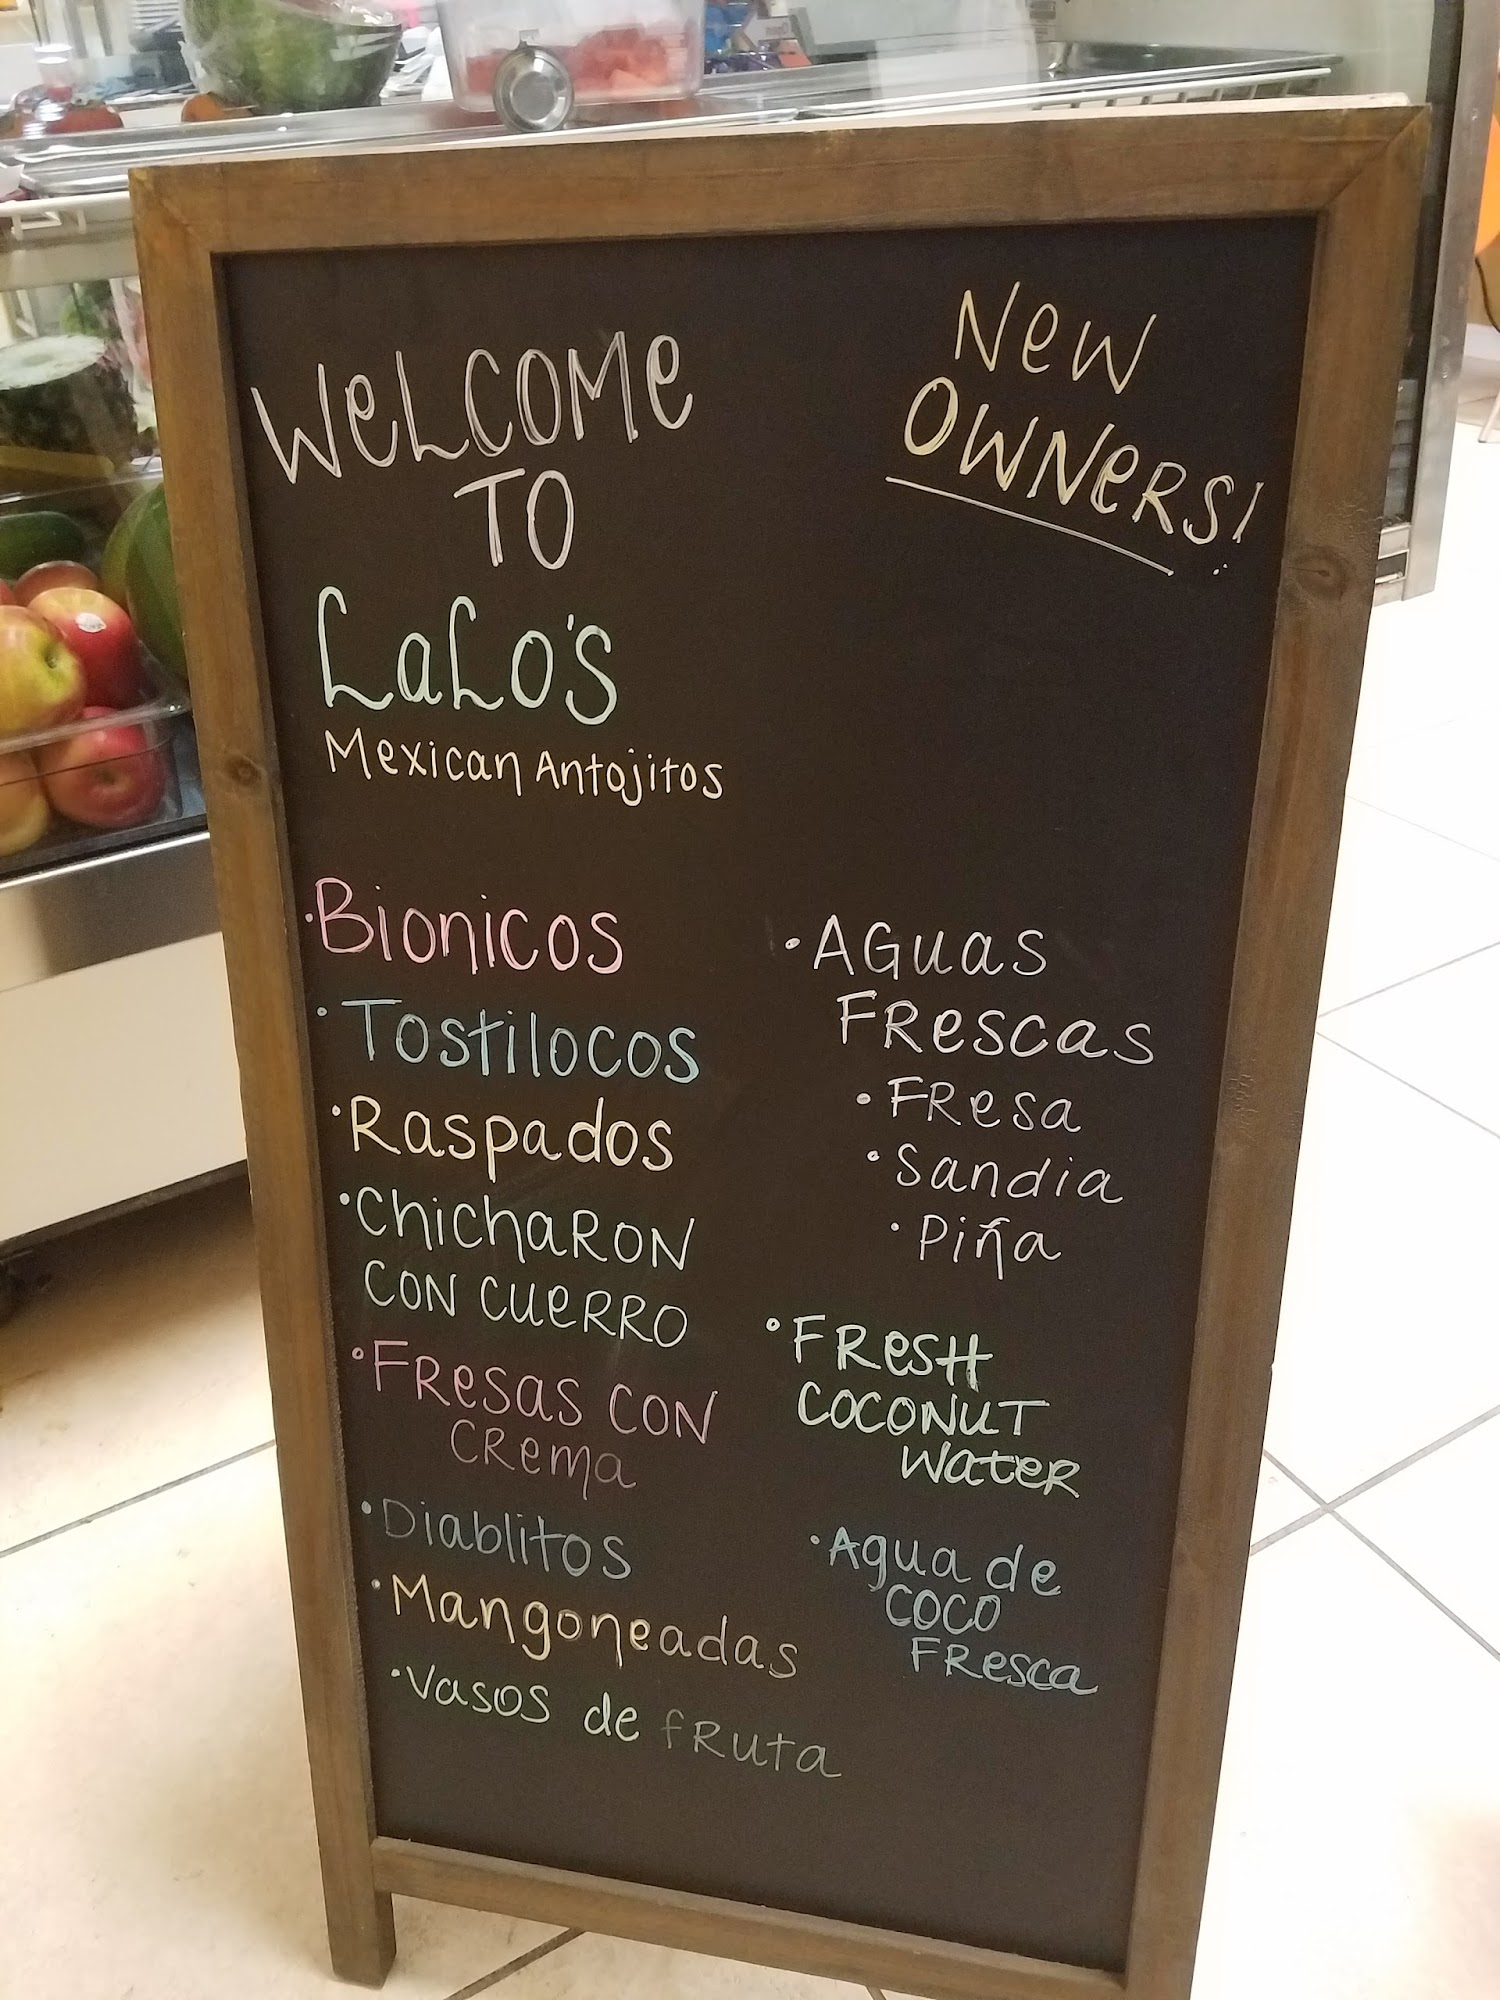 WeLCOMe
TO
LaLo's
Mexican Antojitos
New
OWNeRS!
·Bionicos
·Tostilocos
·Raspados
·ChichaRON
CON CueRRO
·FResas CON
CRema
·Diablitos
·Mangoneadas
·Vasos de fRuta
·AGuas
FRescas
·FResa
·Sandia
·Piña
·FResH
COCONuT
WateR
·Agua de
COCO
FResca